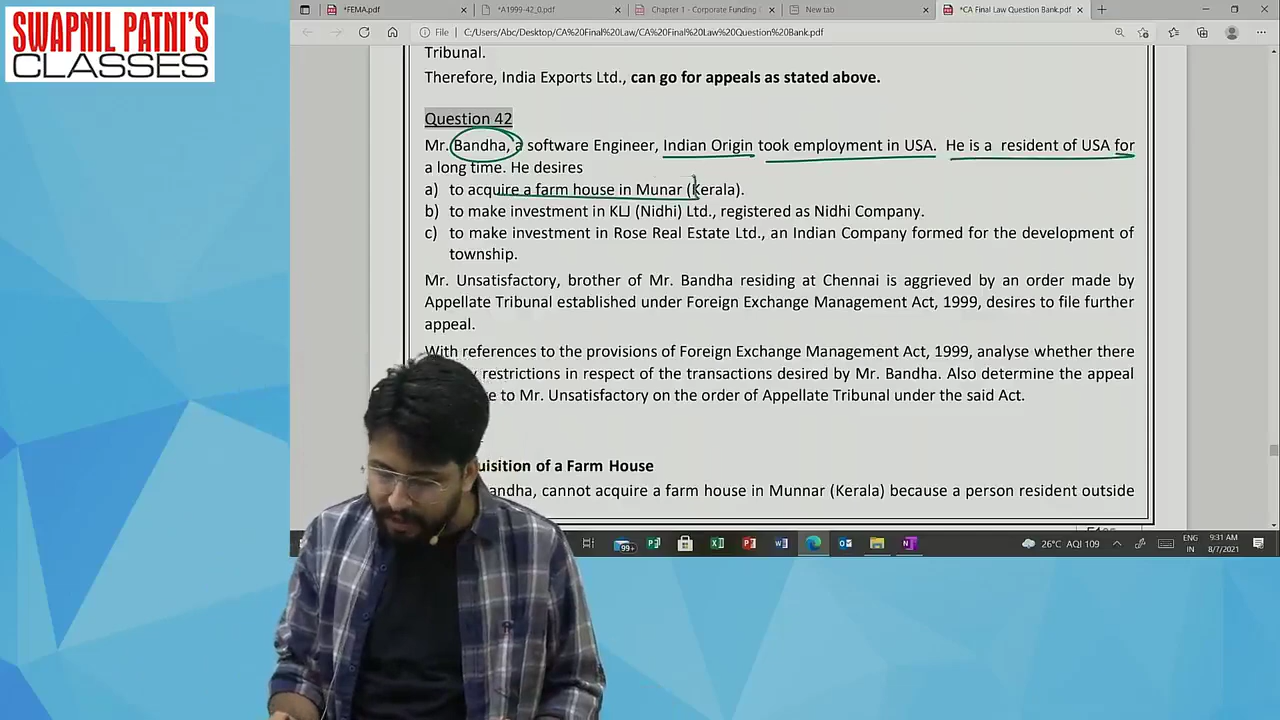 SWAPNIL PATNI'S
CLASSES
*FEMA.pdf
*A1999-42_0.pdf
Chapter 1 - Corporate Funding
New tab
*CA Final Law Question Bank.pdf
File
C:/Users/Abc/Desktop/CA%20Final%20Law/CA%20Final%20Law%20Question%20Bank.pdf
Tribunal.
Therefore, India Exports Ltd., can go for appeals as stated above.
Question 42
Mr. Bandha, a software Engineer, Indian Origin took employment in USA. He is a resident of USA for
a long time. He desires
a) to acquire a farm house in Munar (Kerala).
b) to make investment in KLJ (Nidhi) Ltd., registered as Nidhi Company.
c) to make investment in Rose Real Estate Ltd., an Indian Company formed for the development of
township.
Mr. Unsatisfactory, brother of Mr. Bandha residing at Chennai is aggrieved by an order made by
Appellate Tribunal established under Foreign Exchange Management Act, 1999, desires to file further
appeal.
With references to the provisions of Foreign Exchange Management Act, 1999, analyse whether there
restrictions in respect of the transactions desired by Mr. Bandha. Also determine the appeal
to Mr. Unsatisfactory on the order of Appellate Tribunal under the said Act.
of a Farm House
cannot acquire a farm house in Munnar (Kerala) because a person resident outside
99+
26°C AQI 109
ENG
IN
9:31 AM
8/7/2021